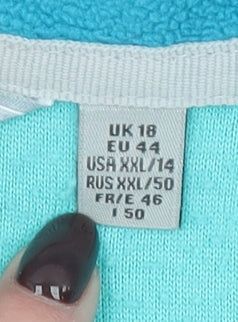 UK 18
EU 44
USA XXL/14
RUS XXL/50
FR/E 46
I 50